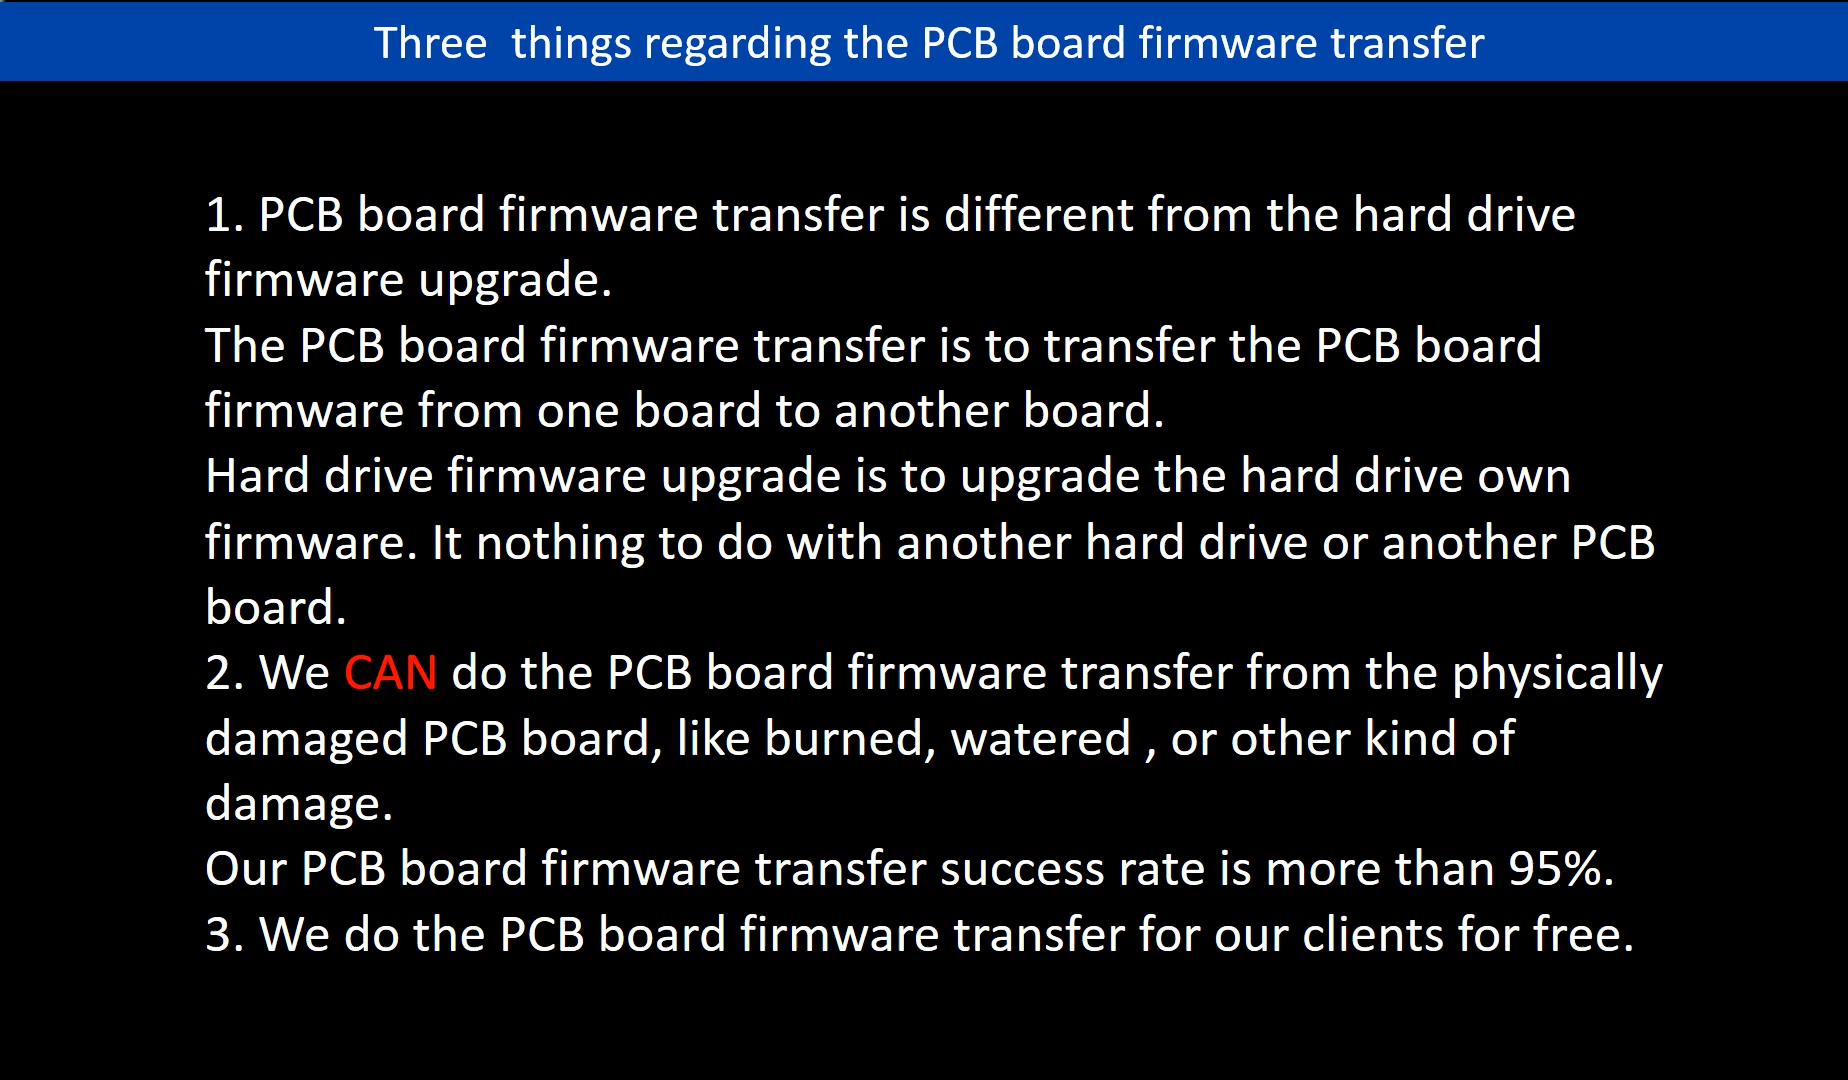 Three  things regarding the PCB board firmware transfer
1. PCB board firmware transfer is different from the hard drive
firmware upgrade.
The PCB board firmware transfer is to transfer the PCB board
firmware from one board to another board.
Hard drive firmware upgrade is to upgrade the hard drive own
firmware. It nothing to do with another hard drive or another PCB
board.
2. We CAN do the PCB board firmware transfer from the physically
damaged PCB board, like burned, watered , or other kind of
damage.
Our PCB board firmware transfer success rate is more than 95%.
3. We do the PCB board firmware transfer for our clients for free.